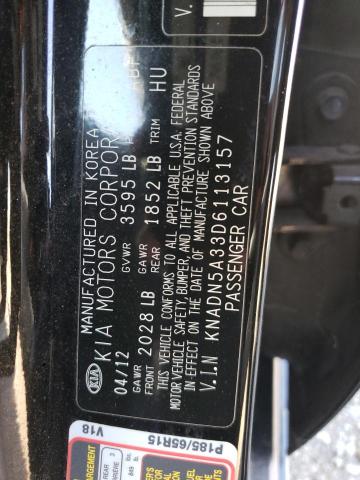 MANUFACTURED IN KOREA
KIA KIA MOTORS CORPORA
04/12 GVWR 3595 LB
GAWR FRONT 2028 LB GAWR REAR 1852 LB TRIM HU
THIS VEHICLE CONFORMS TO ALL APPLICABLE U.S.A. FEDERAL
MOTOR VEHICLE SAFETY, BUMPER, AND THEFT PREVENTION STANDARDS
IN EFFECT ON THE DATE OF MANUFACTURE SHOWN ABOVE
V.I.N KNADN5A33D6113157
PASSENGER CAR
V.
V18
P185/65R15